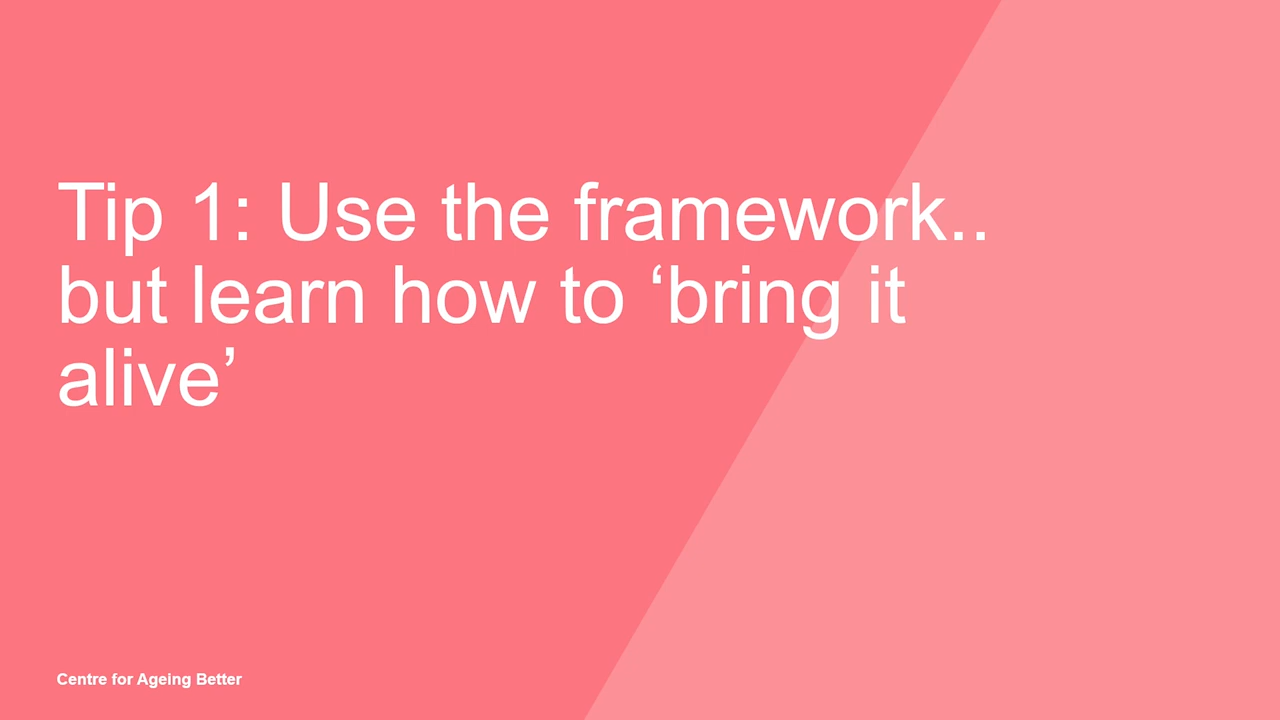 Tip 1: Use the framework..
but learn how to ‘bring it
alive’
Centre for Ageing Better